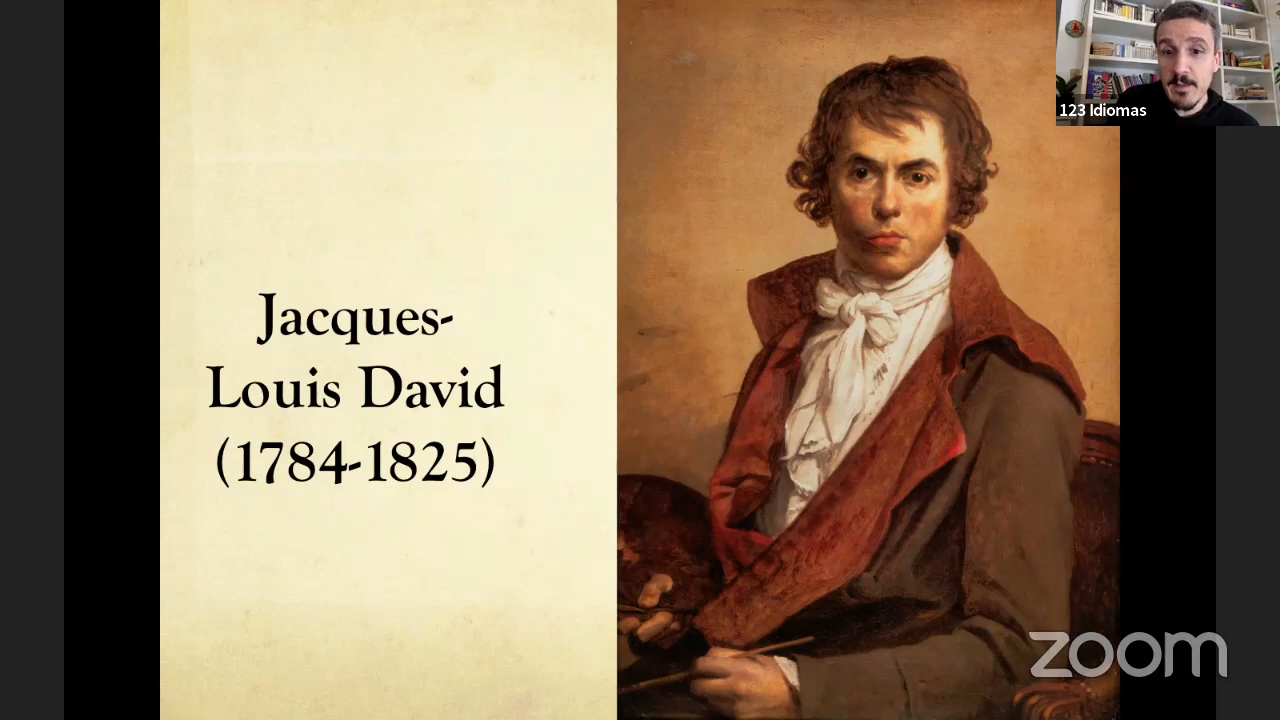 123 Idiomas
Jacques-
Louis David
(1784-1825)
zoom